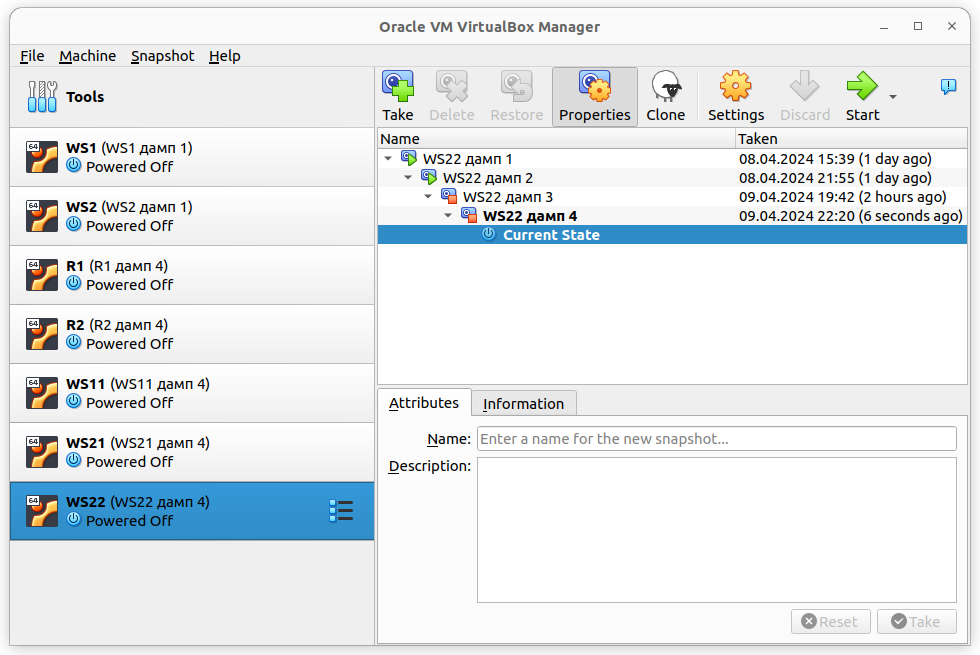 Oracle VM VirtualBox Manager
File Machine Snapshot Help
Tools
Take Delete Restore Properties Clone Settings Discard Start
64 WS1 (WS1 дамп 1)
Powered Off
64 WS2 (WS2 дамп 1)
Powered Off
64 R1 (R1 дамп 4)
Powered Off
64 R2 (R2 дамп 4)
Powered Off
64 WS11 (WS11 дамп 4)
Powered Off
64 WS21 (WS21 дамп 4)
Powered Off
64 WS22 (WS22 дамп 4)
Powered Off
Name Taken
WS22 дамп 1 08.04.2024 15:39 (1 day ago)
WS22 дамп 2 08.04.2024 21:55 (1 day ago)
WS22 дамп 3 09.04.2024 19:42 (2 hours ago)
WS22 дамп 4 09.04.2024 22:20 (6 seconds ago)
Current State
Attributes Information
Name: Enter a name for the new snapshot...
Description:
Reset Take